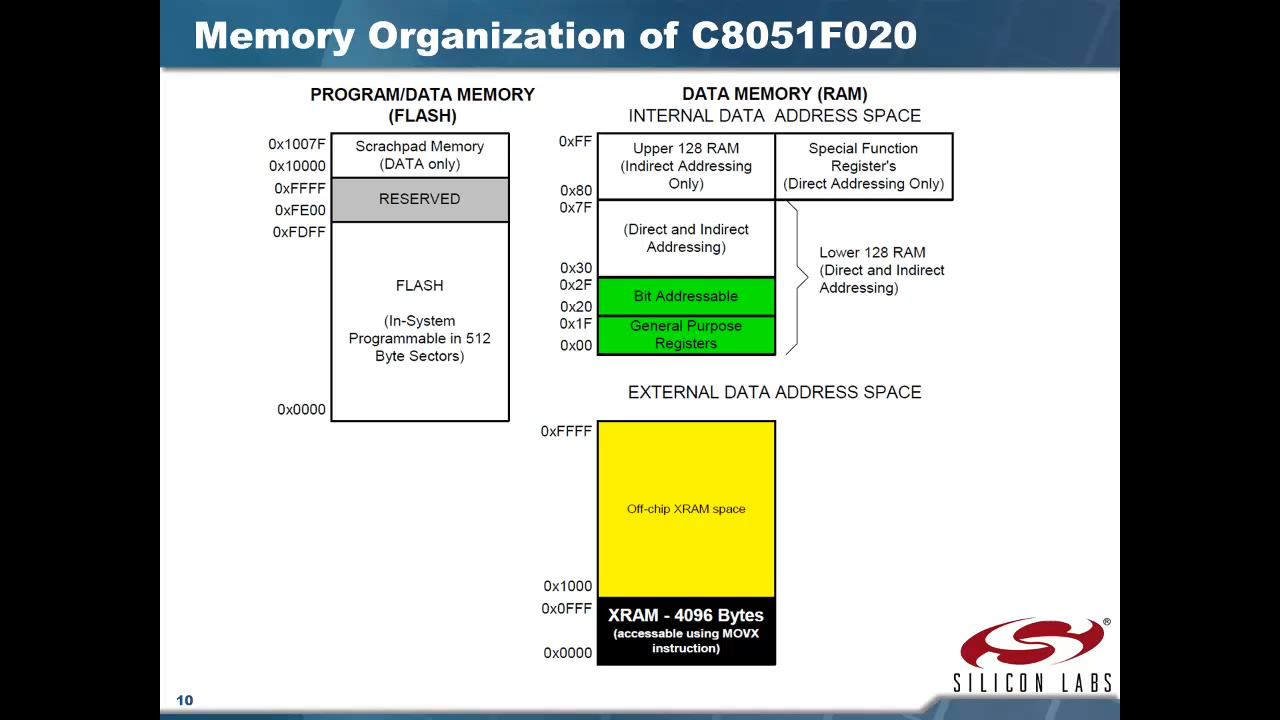 Memory Organization of C8051F020
PROGRAM/DATA MEMORY
(FLASH)
0x1007F
0x10000
Scrachpad Memory
(DATA only)
0xFFFF
0xFE00
RESERVED
0xFDFF
FLASH
(In-System
Programmable in 512
Byte Sectors)
0x0000
DATA MEMORY (RAM)
INTERNAL DATA ADDRESS SPACE
0xFF
0x80
Upper 128 RAM
(Indirect Addressing
Only)
Special Function
Register's
(Direct Addressing Only)
0x7F
(Direct and Indirect
Addressing)
0x30
Lower 128 RAM
(Direct and Indirect
Addressing)
0x2F
0x20
Bit Addressable
0x1F
0x00
General Purpose
Registers
EXTERNAL DATA ADDRESS SPACE
0xFFFF
Off-chip XRAM space
0x1000
0x0FFF
XRAM - 4096 Bytes
(accessable using MOVX
instruction)
0x0000
®
SILICON LABS
10